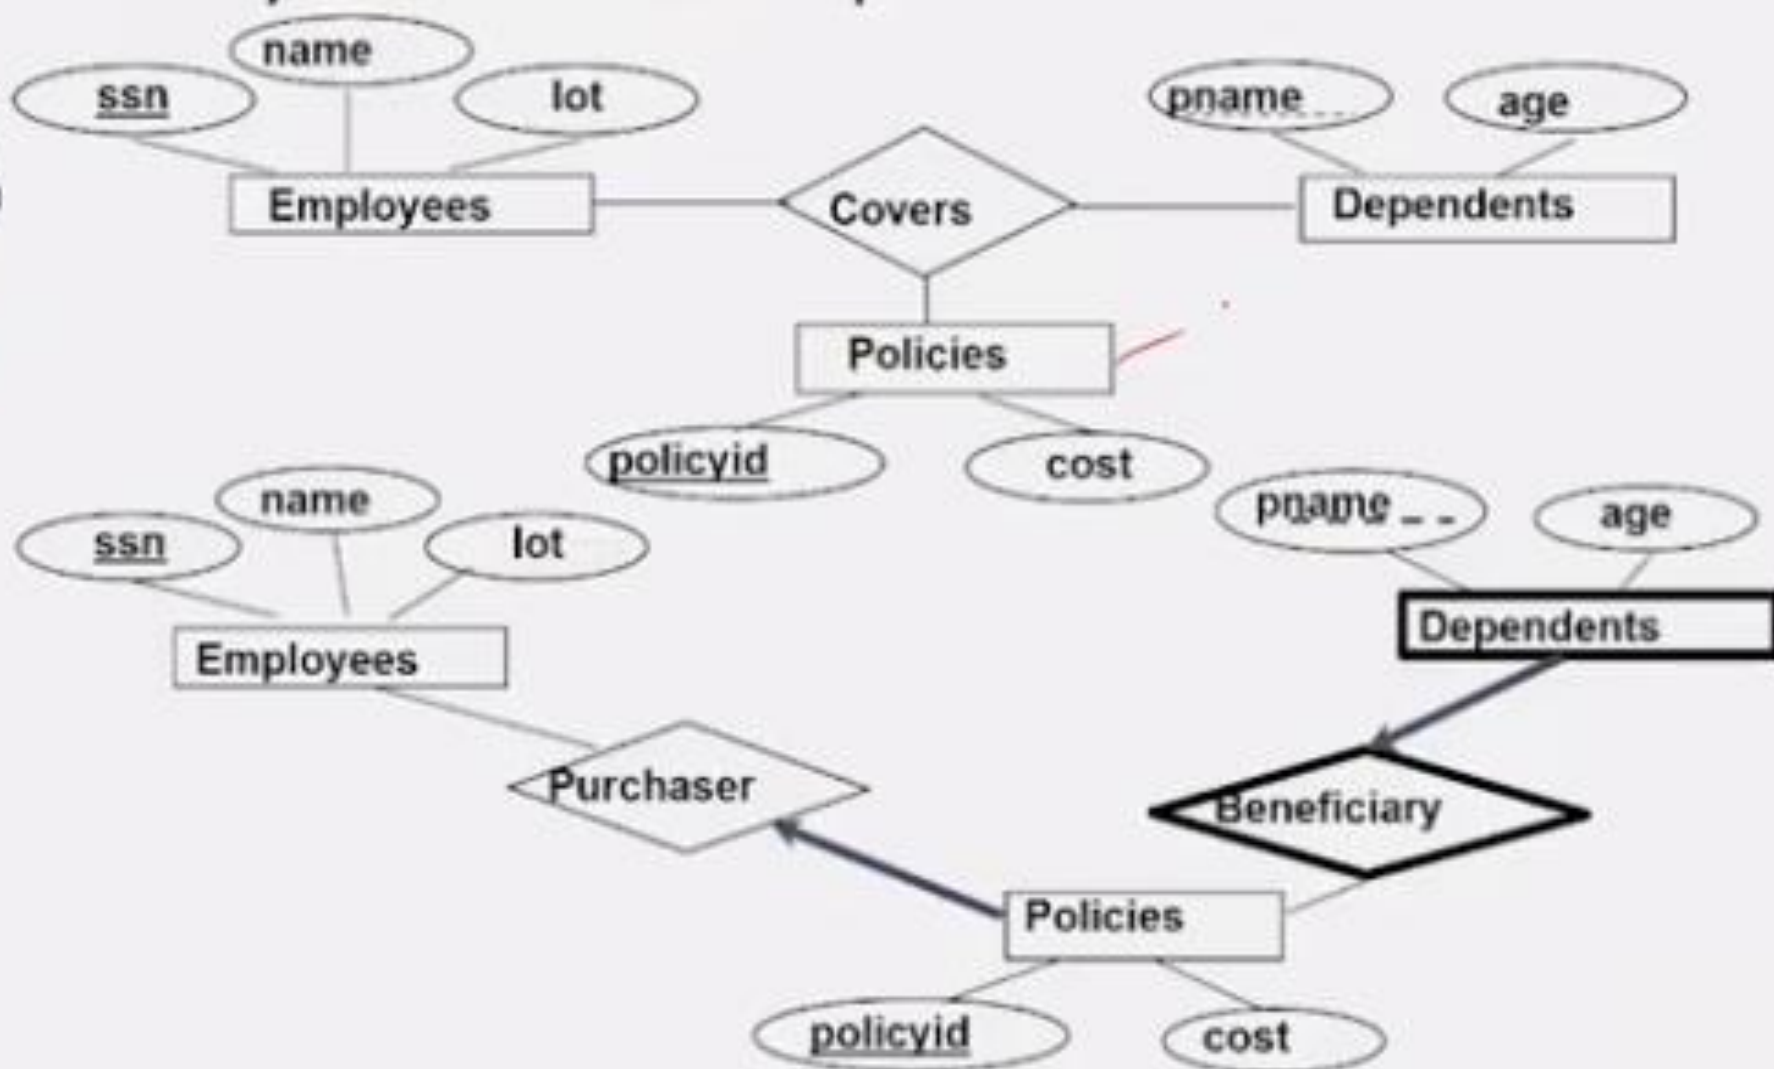 name
ssn
lot
pname
age
Employees
Covers
Dependents
Policies
policyid
cost
name
ssn
lot
pname
age
Employees
Dependents
Purchaser
Beneficiary
Policies
policyid
cost